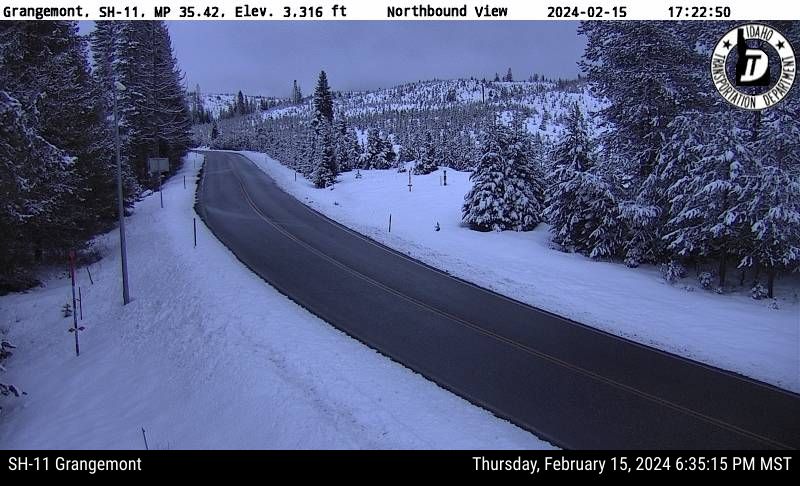 Grangemont, SH-11, MP 35.42, Elev. 3,316 ft Northbound View 2024-02-15 17:22:50
IDAHO
TRANSPORTATION DEPARTMENT
SH-11 Grangemont Thursday, February 15, 2024 6:35:15 PM MST